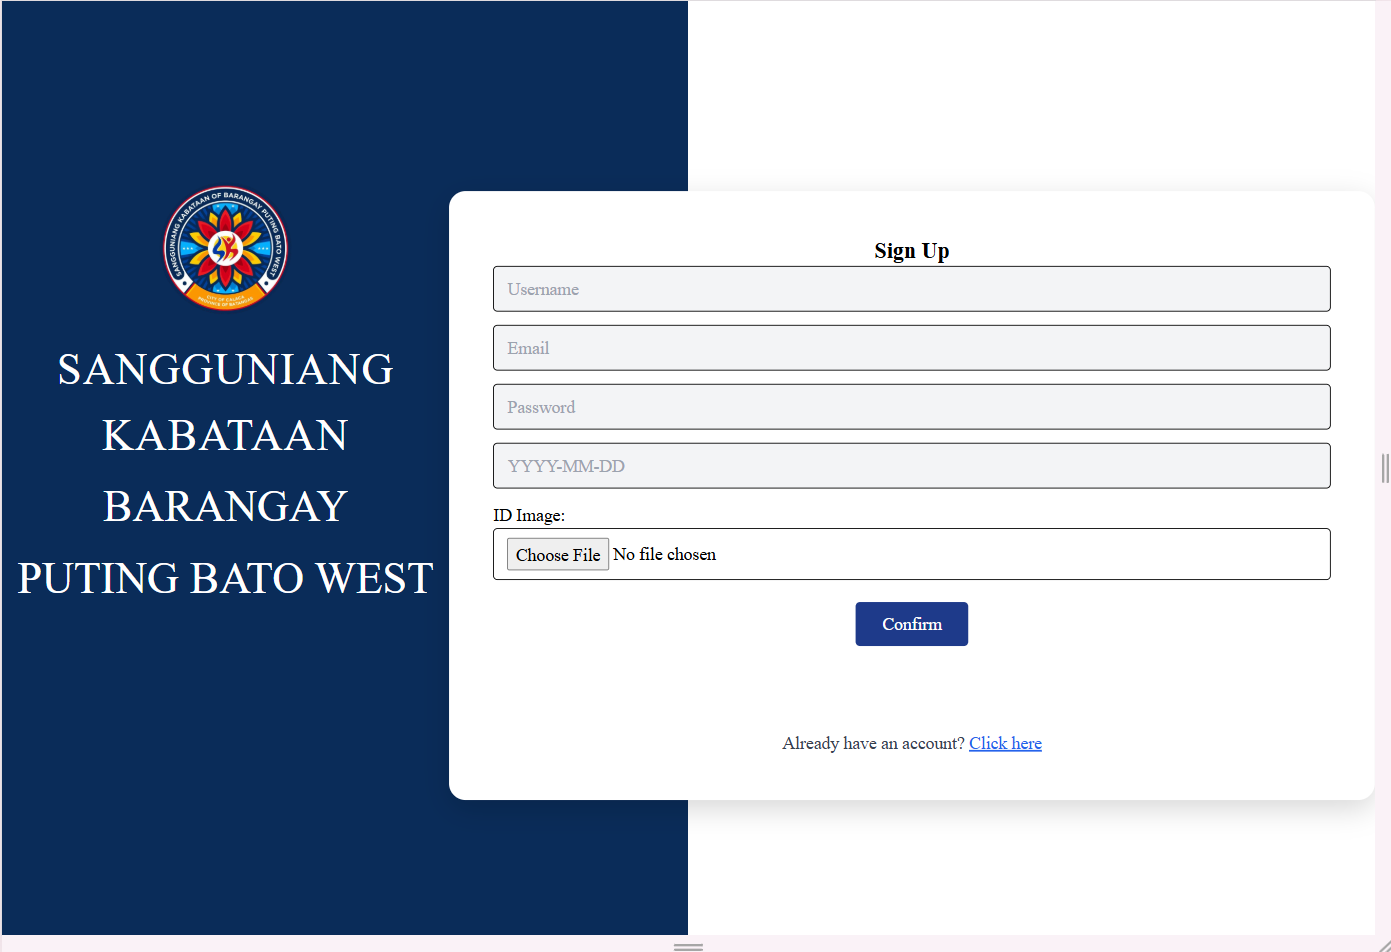 SANGGUNIANG KABATAAN OF BARANGAY PUTING BATO WEST
CITY OF CALACA
PROVINCE OF BATANGAS
SANGGUNIANG
KABATAAN
BARANGAY
PUTING BATO WEST
Sign Up
Username
Email
Password
YYYY-MM-DD
ID Image:
Choose File No file chosen
Confirm
Already have an account? Click here